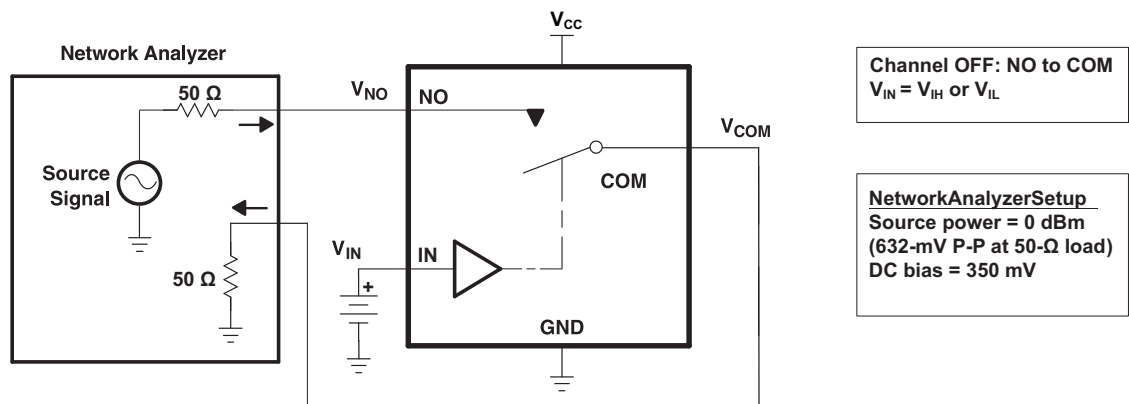 V_CC
Network Analyzer
50 Ω
V_NO
NO
Source
Signal
V_COM
COM
50 Ω
V_IN
IN
+
GND
Channel OFF: NO to COM
V_IN = V_IH or V_IL
NetworkAnalyzerSetup
Source power = 0 dBm
(632-mV P-P at 50-Ω load)
DC bias = 350 mV